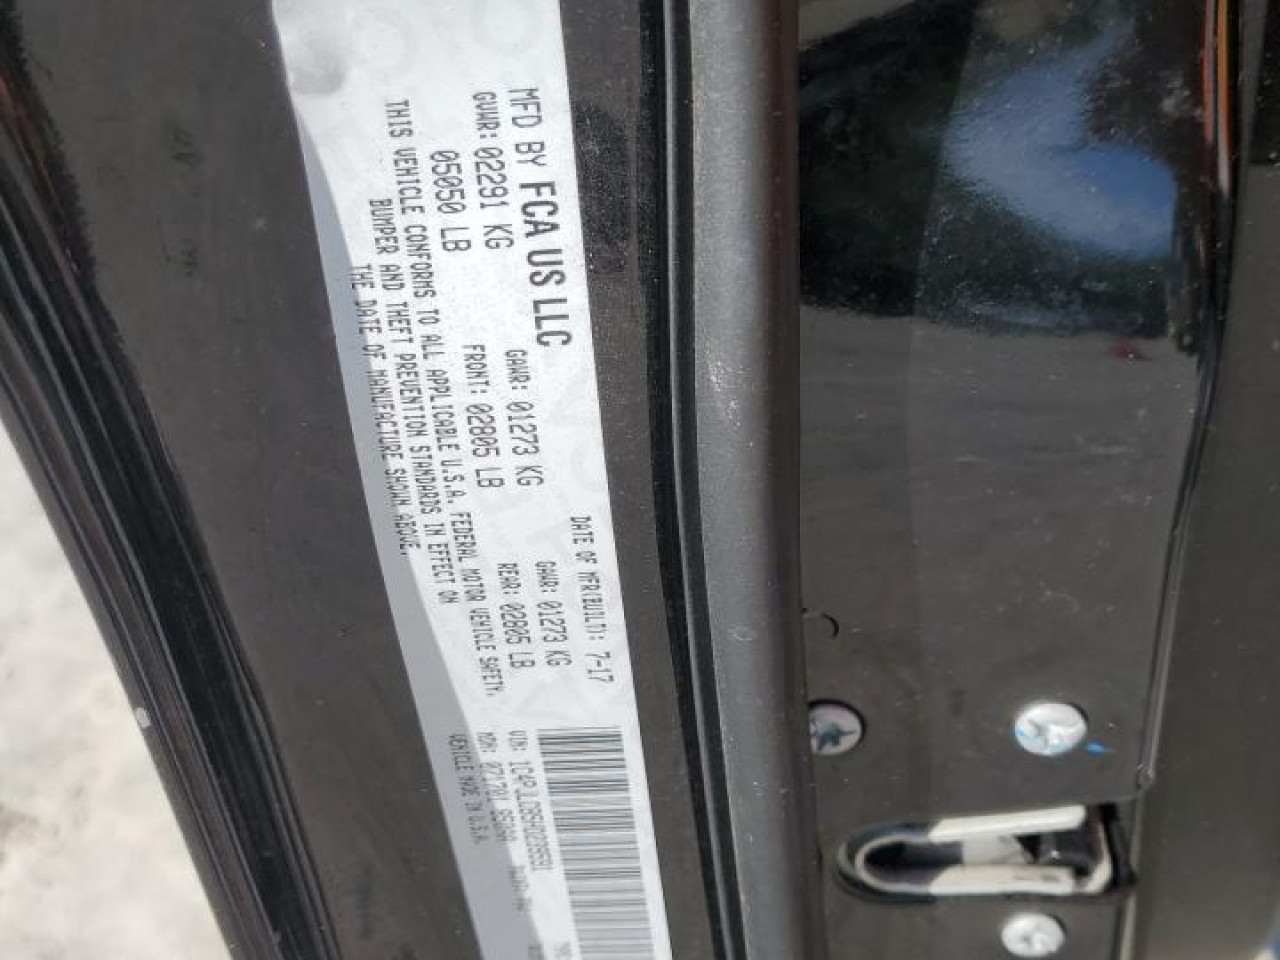 MFD BY FCA US LLC
DATE OF MFR(BUILT): 7-17
GVWR: 02291 KG
05050 LB
GAWR: 01273 KG
FRONT: 02805 LB
GAWR: 01273 KG
REAR: 02805 LB
THIS VEHICLE CONFORMS TO ALL APPLICABLE U.S.A. FEDERAL MOTOR VEHICLE SAFETY,
BUMPER AND THEFT PREVENTION STANDARDS IN EFFECT ON
THE DATE OF MANUFACTURE SHOWN ABOVE.
VIN:
MDH:
VEHICLE MADE IN U.S.A.